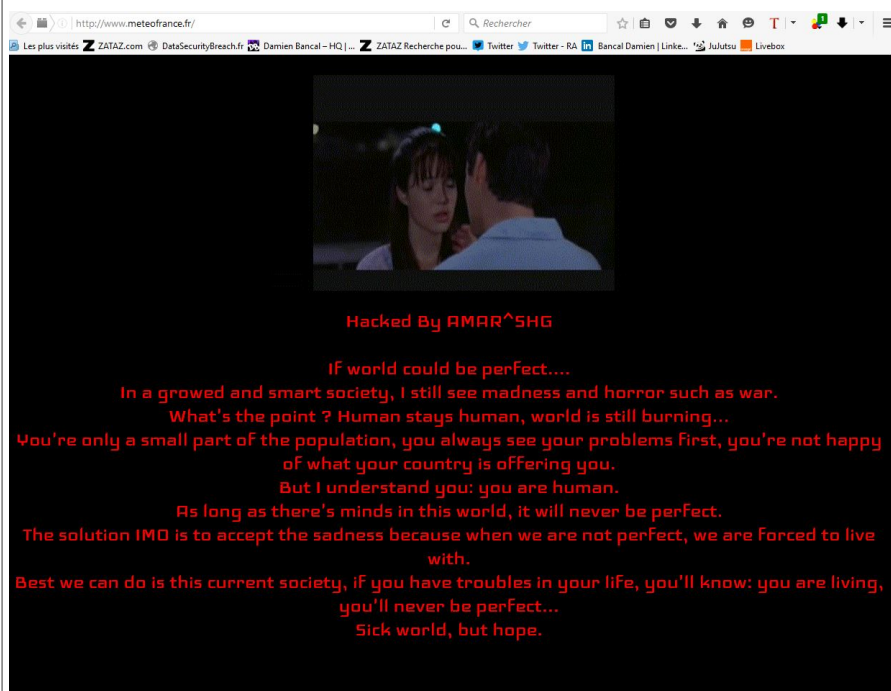 http://www.meteofrance.fr/
Rechercher
T
1
Les plus visités Z ZATAZ.com DataSecurityBreach.fr Damien Bancal – HQ | ... Z ZATAZ Recherche pou... Twitter Twitter - RA in Bancal Damien | Linke... JuJutsu Livebox
Hacked By AMAR^SHG
If world could be perfect....
In a growed and smart society, I still see madness and horror such as war.
What's the point ? Human stays human, world is still burning...
You're only a small part of the population, you always see your problems first, you're not happy
of what your country is offering you.
But I understand you: you are human.
As long as there's minds in this world, it will never be perfect.
The solution IMO is to accept the sadness because when we are not perfect, we are forced to live
with.
Best we can do is this current society, if you have troubles in your life, you'll know: you are living,
you'll never be perfect...
Sick world, but hope.